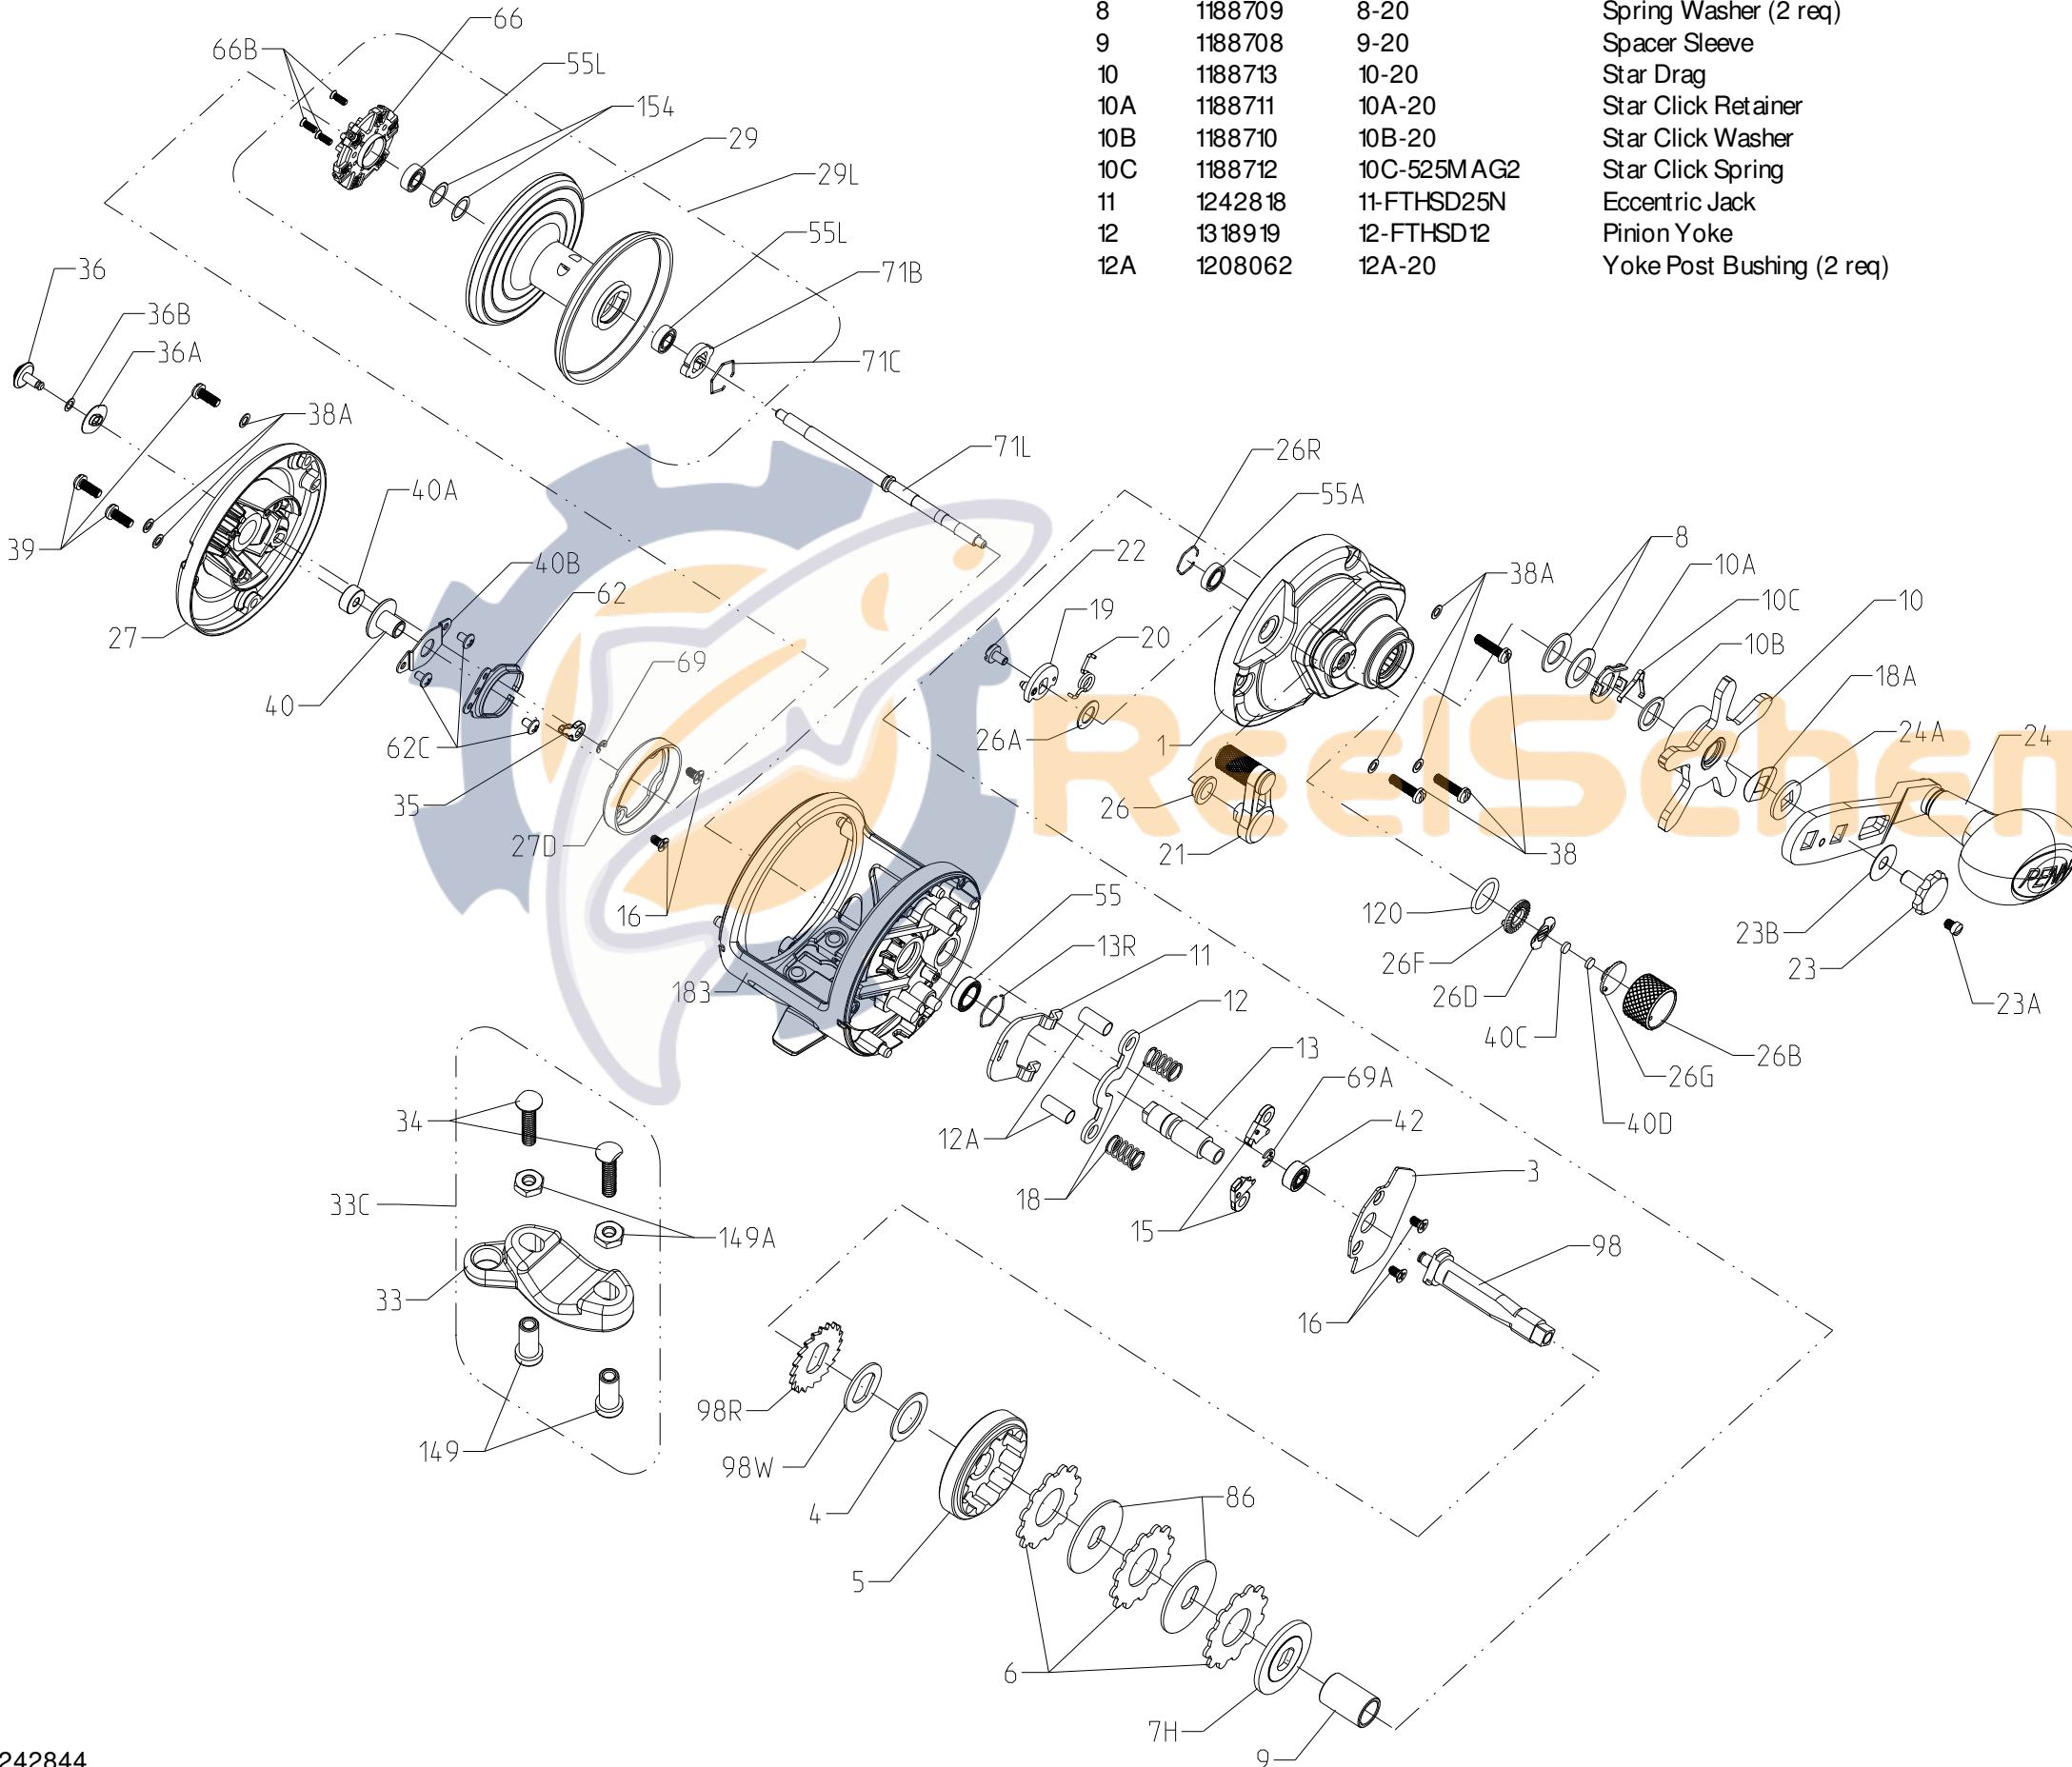 8 1188709 8-20 Spring Washer (2 req)
9 1188708 9-20 Spacer Sleeve
10 1188713 10-20 Star Drag
10A 1188711 10A-20 Star Click Retainer
10B 1188710 10B-20 Star Click Washer
10C 1188712 10C-525MAG2 Star Click Spring
11 1242818 11-FTHSD25N Eccentric Jack
12 1318919 12-FTHSD12 Pinion Yoke
12A 1208062 12A-20 Yoke Post Bushing (2 req)
66
66B
55L
154
29
29L
55L
71B
71C
36
36B
36A
38A
39
27
40A
40
40B
62
62C
35
69
27D
16
71L
22
26R
55A
19
20
26A
1
26
21
38A
8
10A
10C
10
10B
18A
24A
24
38
ReelSchem
PENN
23B
23
23A
120
26F
26D
40C
26G
26B
40D
183
55
13R
11
12
12A
13
18
69A
15
42
3
16
98
34
33C
149A
33
149
98R
98W
4
5
86
6
7H
9
242844